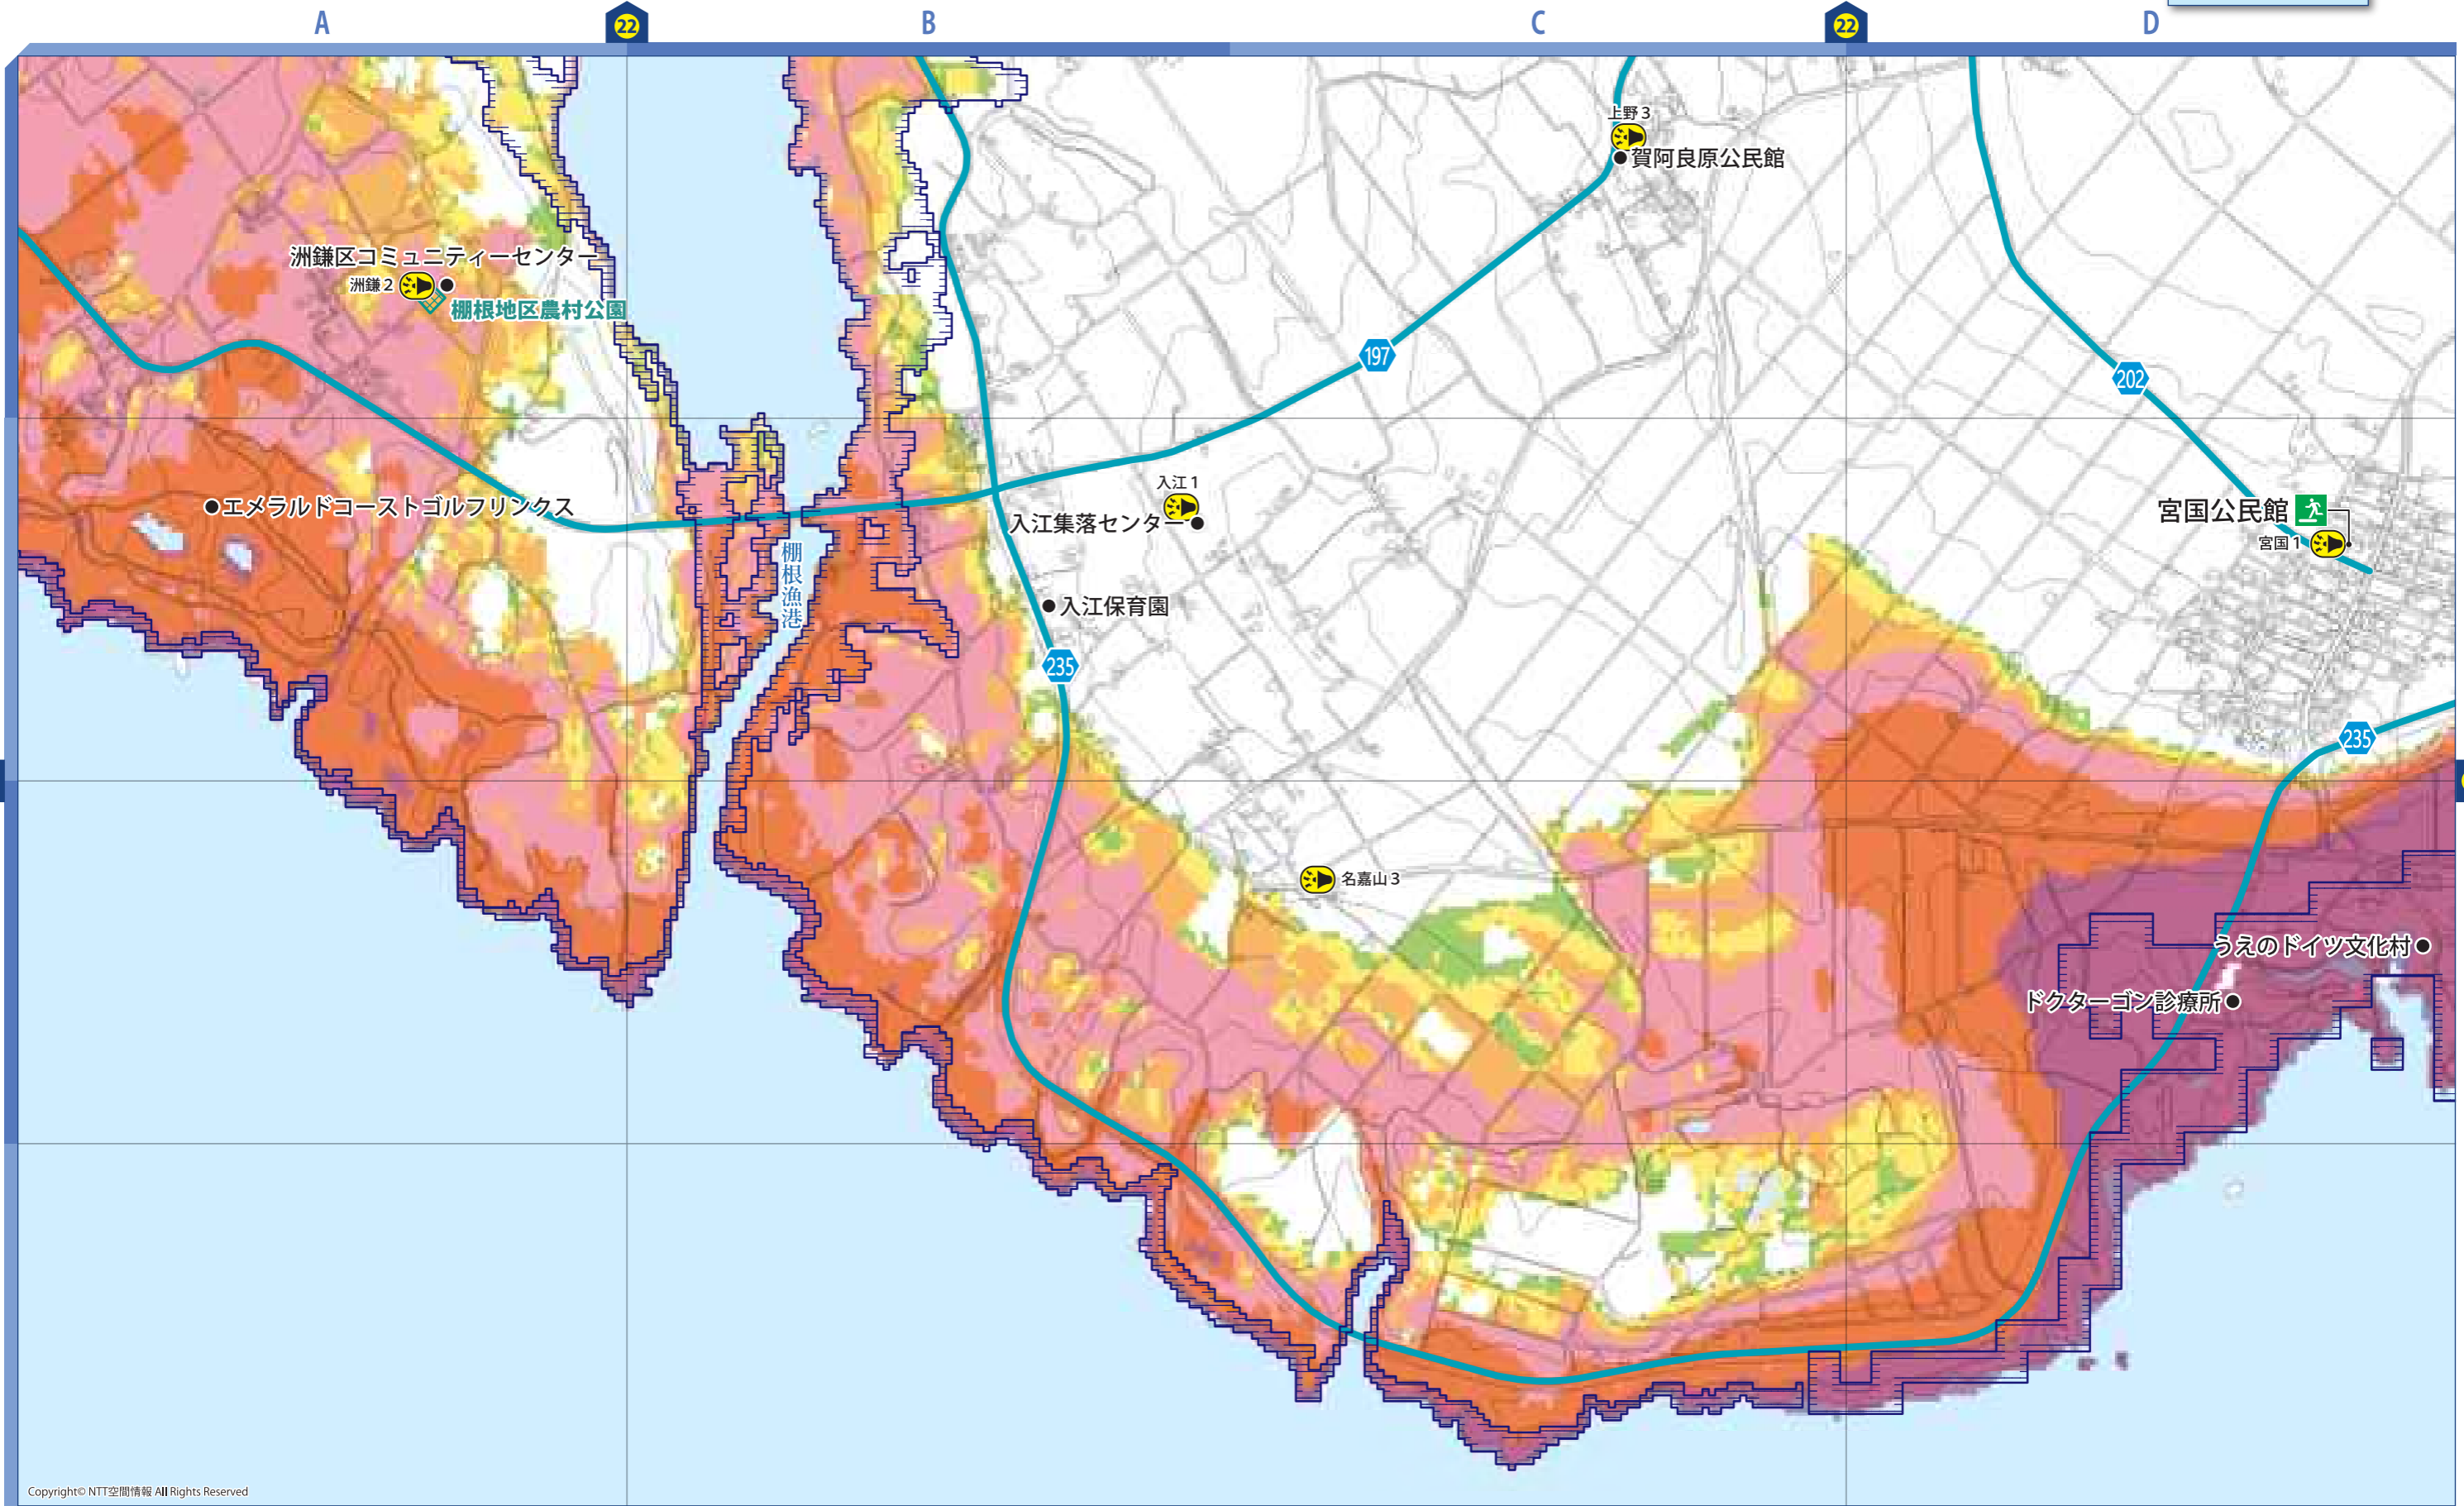 A
22
B
C
22
D
上野3
賀阿良原公民館
洲鎌区コミュニティーセンター
洲鎌2
棚根地区農村公園
197
202
エメラルドコーストゴルフリンクス
入江1
入江集落センター
宮国公民館
宮国1
棚根漁港
入江保育園
235
235
名嘉山3
うえのドイツ文化村
ドクターゴン診療所
Copyright© NTT空間情報 All Rights Reserved